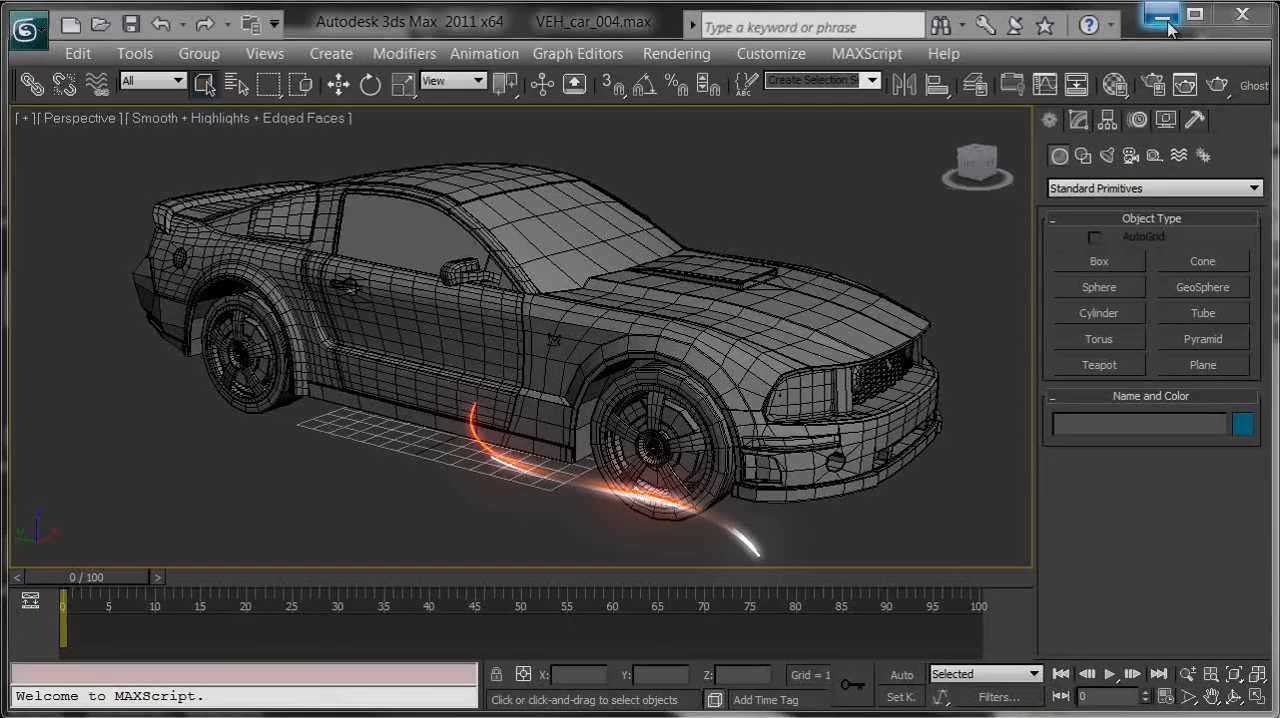 Autodesk 3ds Max 2011 x64 VEH_car_004.max
Type a keyword or phrase
Edit Tools Group Views Create Modifiers Animation Graph Editors Rendering Customize MAXScript Help
All View Create Selection S Ghost
[ + ][ Perspective ][ Smooth + Highlights + Edged Faces ]
Standard Primitives
Object Type
AutoGrid
Box Cone
Sphere GeoSphere
Cylinder Tube
Torus Pyramid
Teapot Plane
Name and Color
0 / 100
0 5 10 15 20 25 30 35 40 45 50 55 60 65 70 75 80 85 90 95 100
X: Y: Z: Grid = 1 Auto Selected
Welcome to MAXScript.
Click or click-and-drag to select objects Add Time Tag Set K. Filters... 0